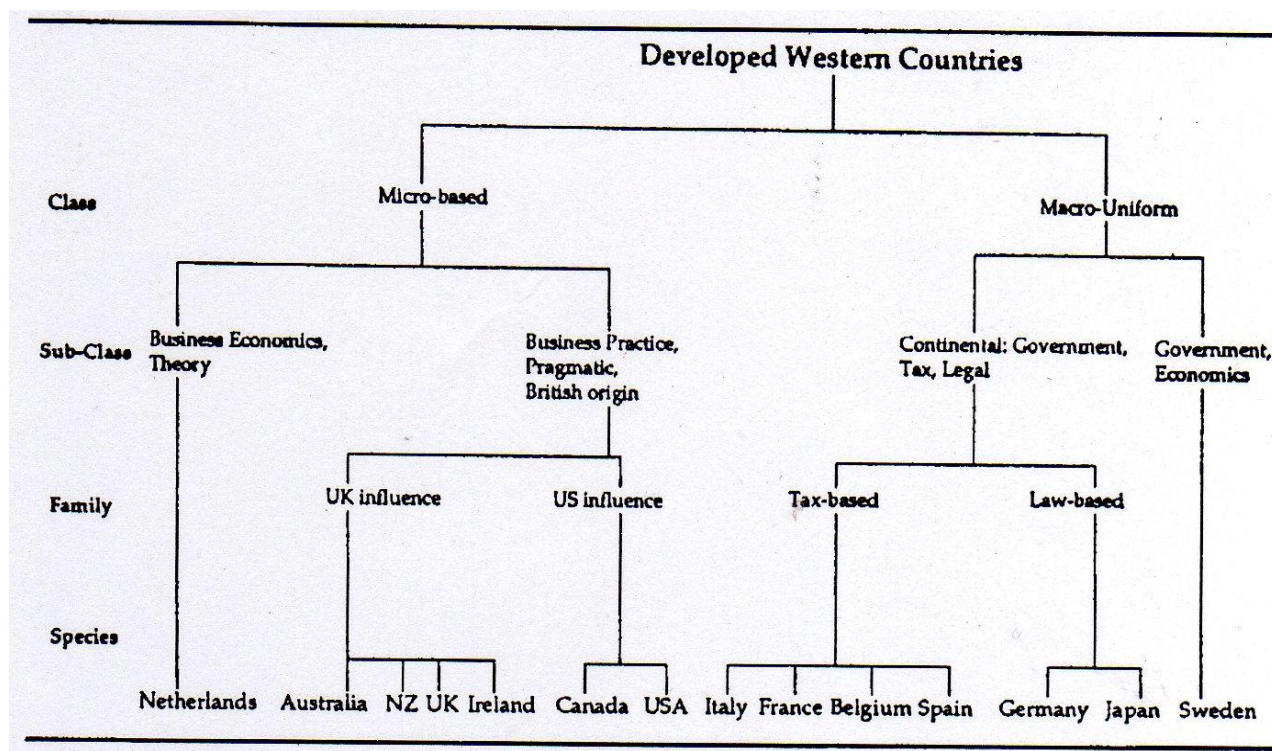 Developed Western Countries
Class
Micro-based
Macro-Uniform
Sub-Class
Business Economics,
Theory
Business Practice,
Pragmatic,
British origin
Continental: Government,
Tax, Legal
Government,
Economics
Family
UK influence
US influence
Tax-based
Law-based
Species
Netherlands
Australia
NZ
UK
Ireland
Canada
USA
Italy
France
Belgium
Spain
Germany
Japan
Sweden